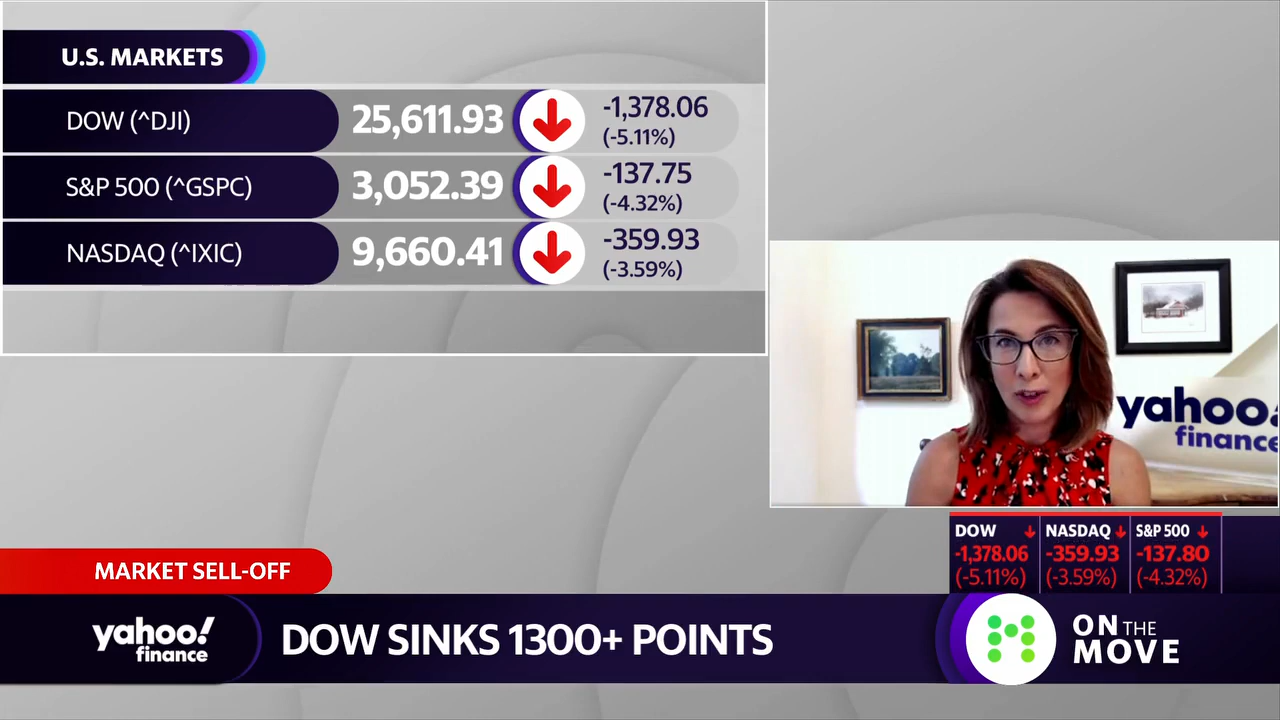 U.S. MARKETS
DOW (^DJI) 25,611.93 -1,378.06
(-5.11%)
S&P 500 (^GSPC) 3,052.39 -137.75
(-4.32%)
NASDAQ (^IXIC) 9,660.41 -359.93
(-3.59%)
yahoo!
finance
DOW NASDAQ S&P 500
-1,378.06 -359.93 -137.80
(-5.11%) (-3.59%) (-4.32%)
MARKET SELL-OFF
yahoo!
finance
DOW SINKS 1300+ POINTS
ON THE
MOVE